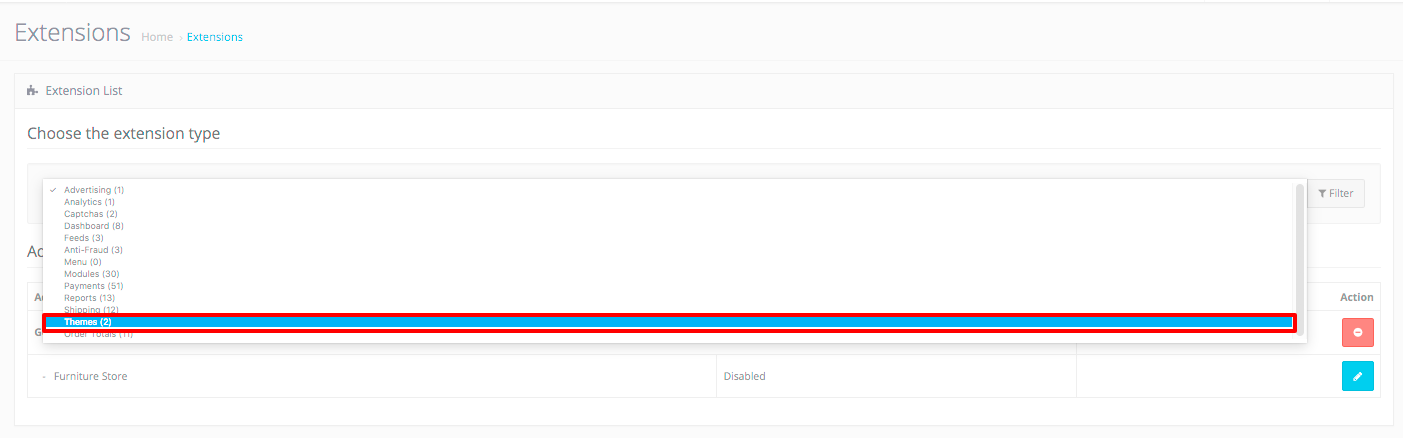 Extensions Home › Extensions
Extension List
Choose the extension type
✓ Advertising (1)
Analytics (1)
Captchas (2)
Dashboard (8)
Feeds (3)
Anti-Fraud (3)
Menu (0)
Modules (30)
Payments (51)
Reports (13)
Shipping (12)
Themes (2)
Order Totals (11)
Filter
Action
- Furniture Store Disabled